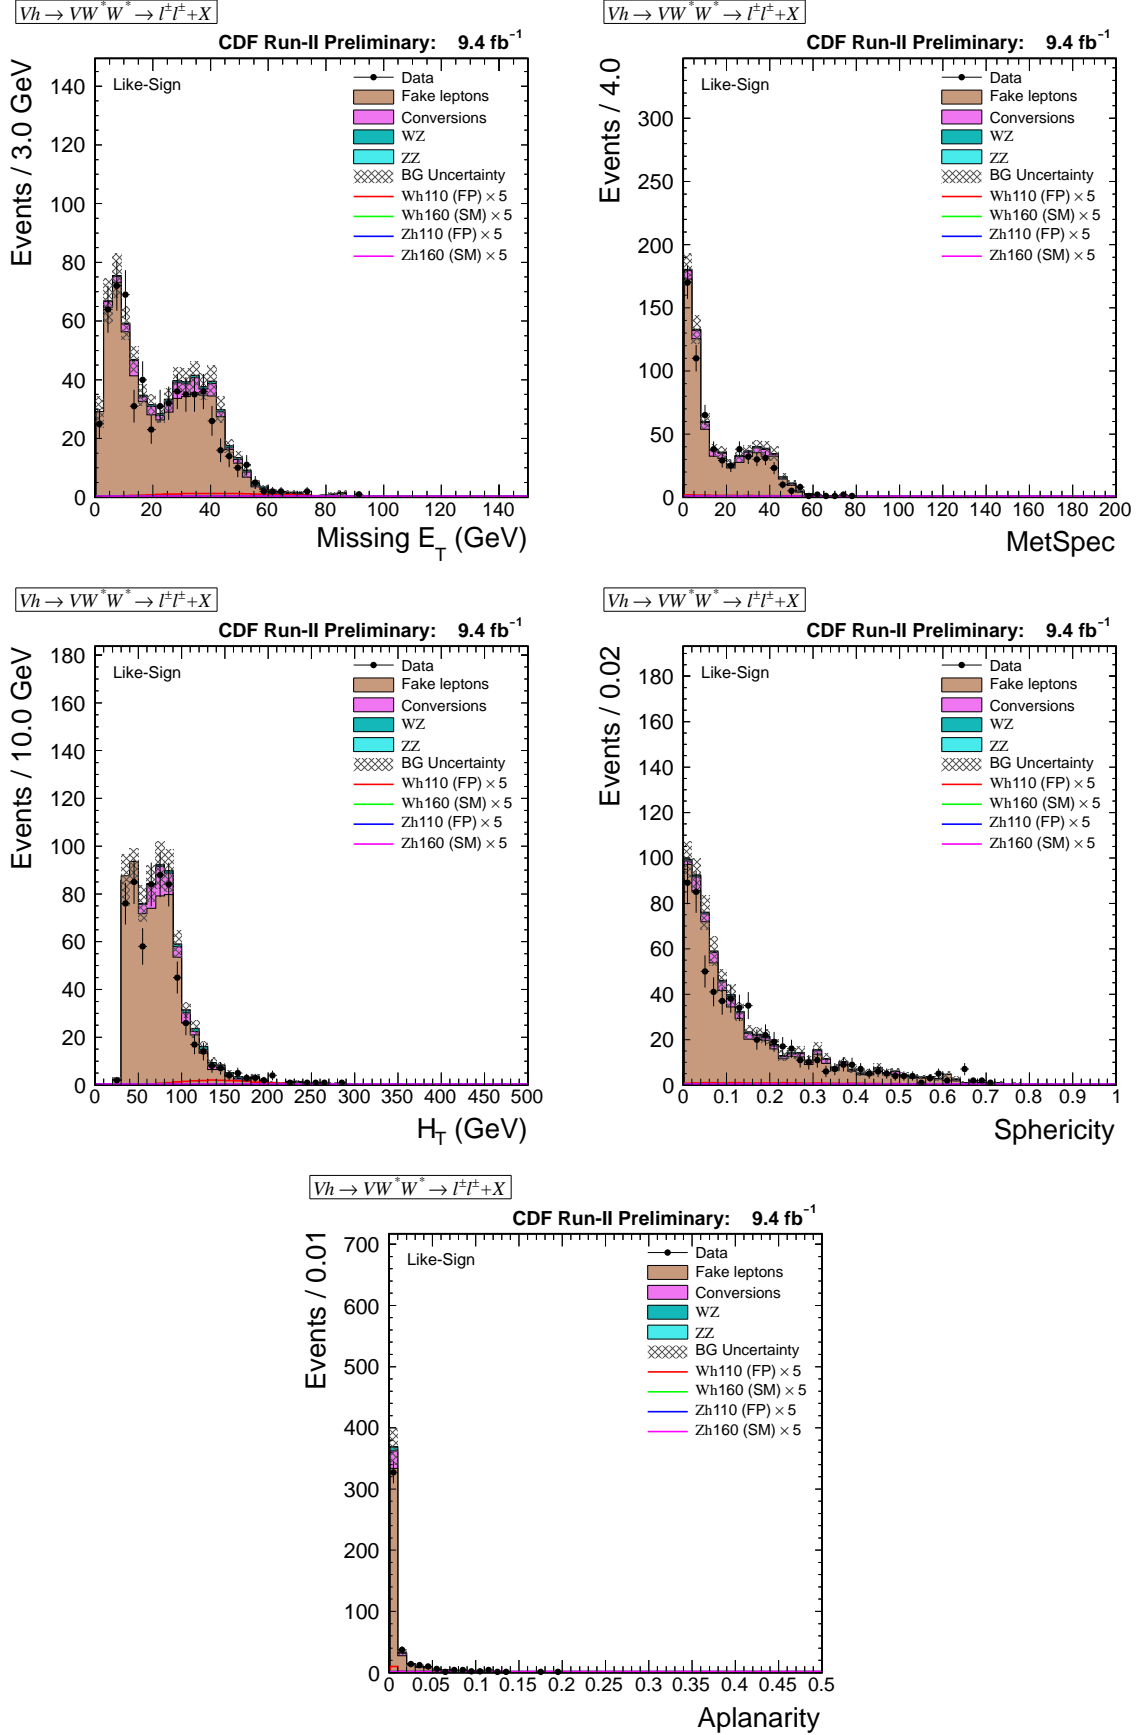 Vh → VW*W* → l±l±+X
CDF Run-II Preliminary: 9.4 fb⁻¹
Events / 3.0 GeV
Like-Sign
Data
Fake leptons
Conversions
WZ
ZZ
BG Uncertainty
Wh110 (FP) × 5
Wh160 (SM) × 5
Zh110 (FP) × 5
Zh160 (SM) × 5
140
120
100
80
60
40
20
0
0 20 40 60 80 100 120 140
Missing E_T (GeV)
Vh → VW*W* → l±l±+X
CDF Run-II Preliminary: 9.4 fb⁻¹
Events / 4.0
Like-Sign
Data
Fake leptons
Conversions
WZ
ZZ
BG Uncertainty
Wh110 (FP) × 5
Wh160 (SM) × 5
Zh110 (FP) × 5
Zh160 (SM) × 5
300
250
200
150
100
50
0
0 20 40 60 80 100 120 140 160 180 200
MetSpec
Vh → VW*W* → l±l±+X
CDF Run-II Preliminary: 9.4 fb⁻¹
Events / 10.0 GeV
Like-Sign
Data
Fake leptons
Conversions
WZ
ZZ
BG Uncertainty
Wh110 (FP) × 5
Wh160 (SM) × 5
Zh110 (FP) × 5
Zh160 (SM) × 5
180
160
140
120
100
80
60
40
20
0
0 50 100 150 200 250 300 350 400 450 500
H_T (GeV)
Vh → VW*W* → l±l±+X
CDF Run-II Preliminary: 9.4 fb⁻¹
Events / 0.02
Like-Sign
Data
Fake leptons
Conversions
WZ
ZZ
BG Uncertainty
Wh110 (FP) × 5
Wh160 (SM) × 5
Zh110 (FP) × 5
Zh160 (SM) × 5
180
160
140
120
100
80
60
40
20
0
0 0.1 0.2 0.3 0.4 0.5 0.6 0.7 0.8 0.9 1
Sphericity
Vh → VW*W* → l±l±+X
CDF Run-II Preliminary: 9.4 fb⁻¹
Events / 0.01
Like-Sign
Data
Fake leptons
Conversions
WZ
ZZ
BG Uncertainty
Wh110 (FP) × 5
Wh160 (SM) × 5
Zh110 (FP) × 5
Zh160 (SM) × 5
700
600
500
400
300
200
100
0
0 0.05 0.1 0.15 0.2 0.25 0.3 0.35 0.4 0.45 0.5
Aplanarity